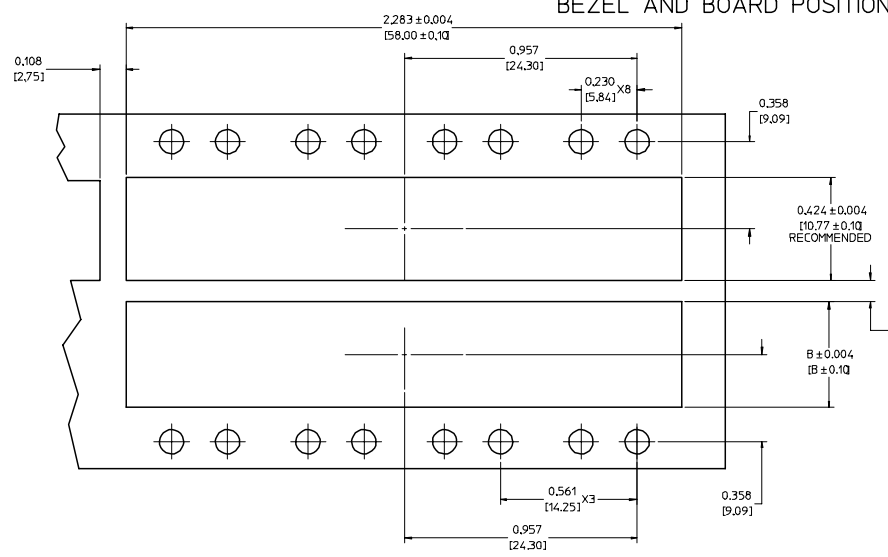 BEZEL AND BOARD POSITION
2.283 ±0.004
[58.00 ±0.10]
0.957
[24.30]
0.108
[2.75]
0.230
[5.84] X8
0.358
[9.09]
0.424 ±0.004
[10.77 ±0.10]
RECOMMENDED
B ±0.004
[B ±0.10]
0.561
[14.25] X3
0.358
[9.09]
0.957
[24.30]